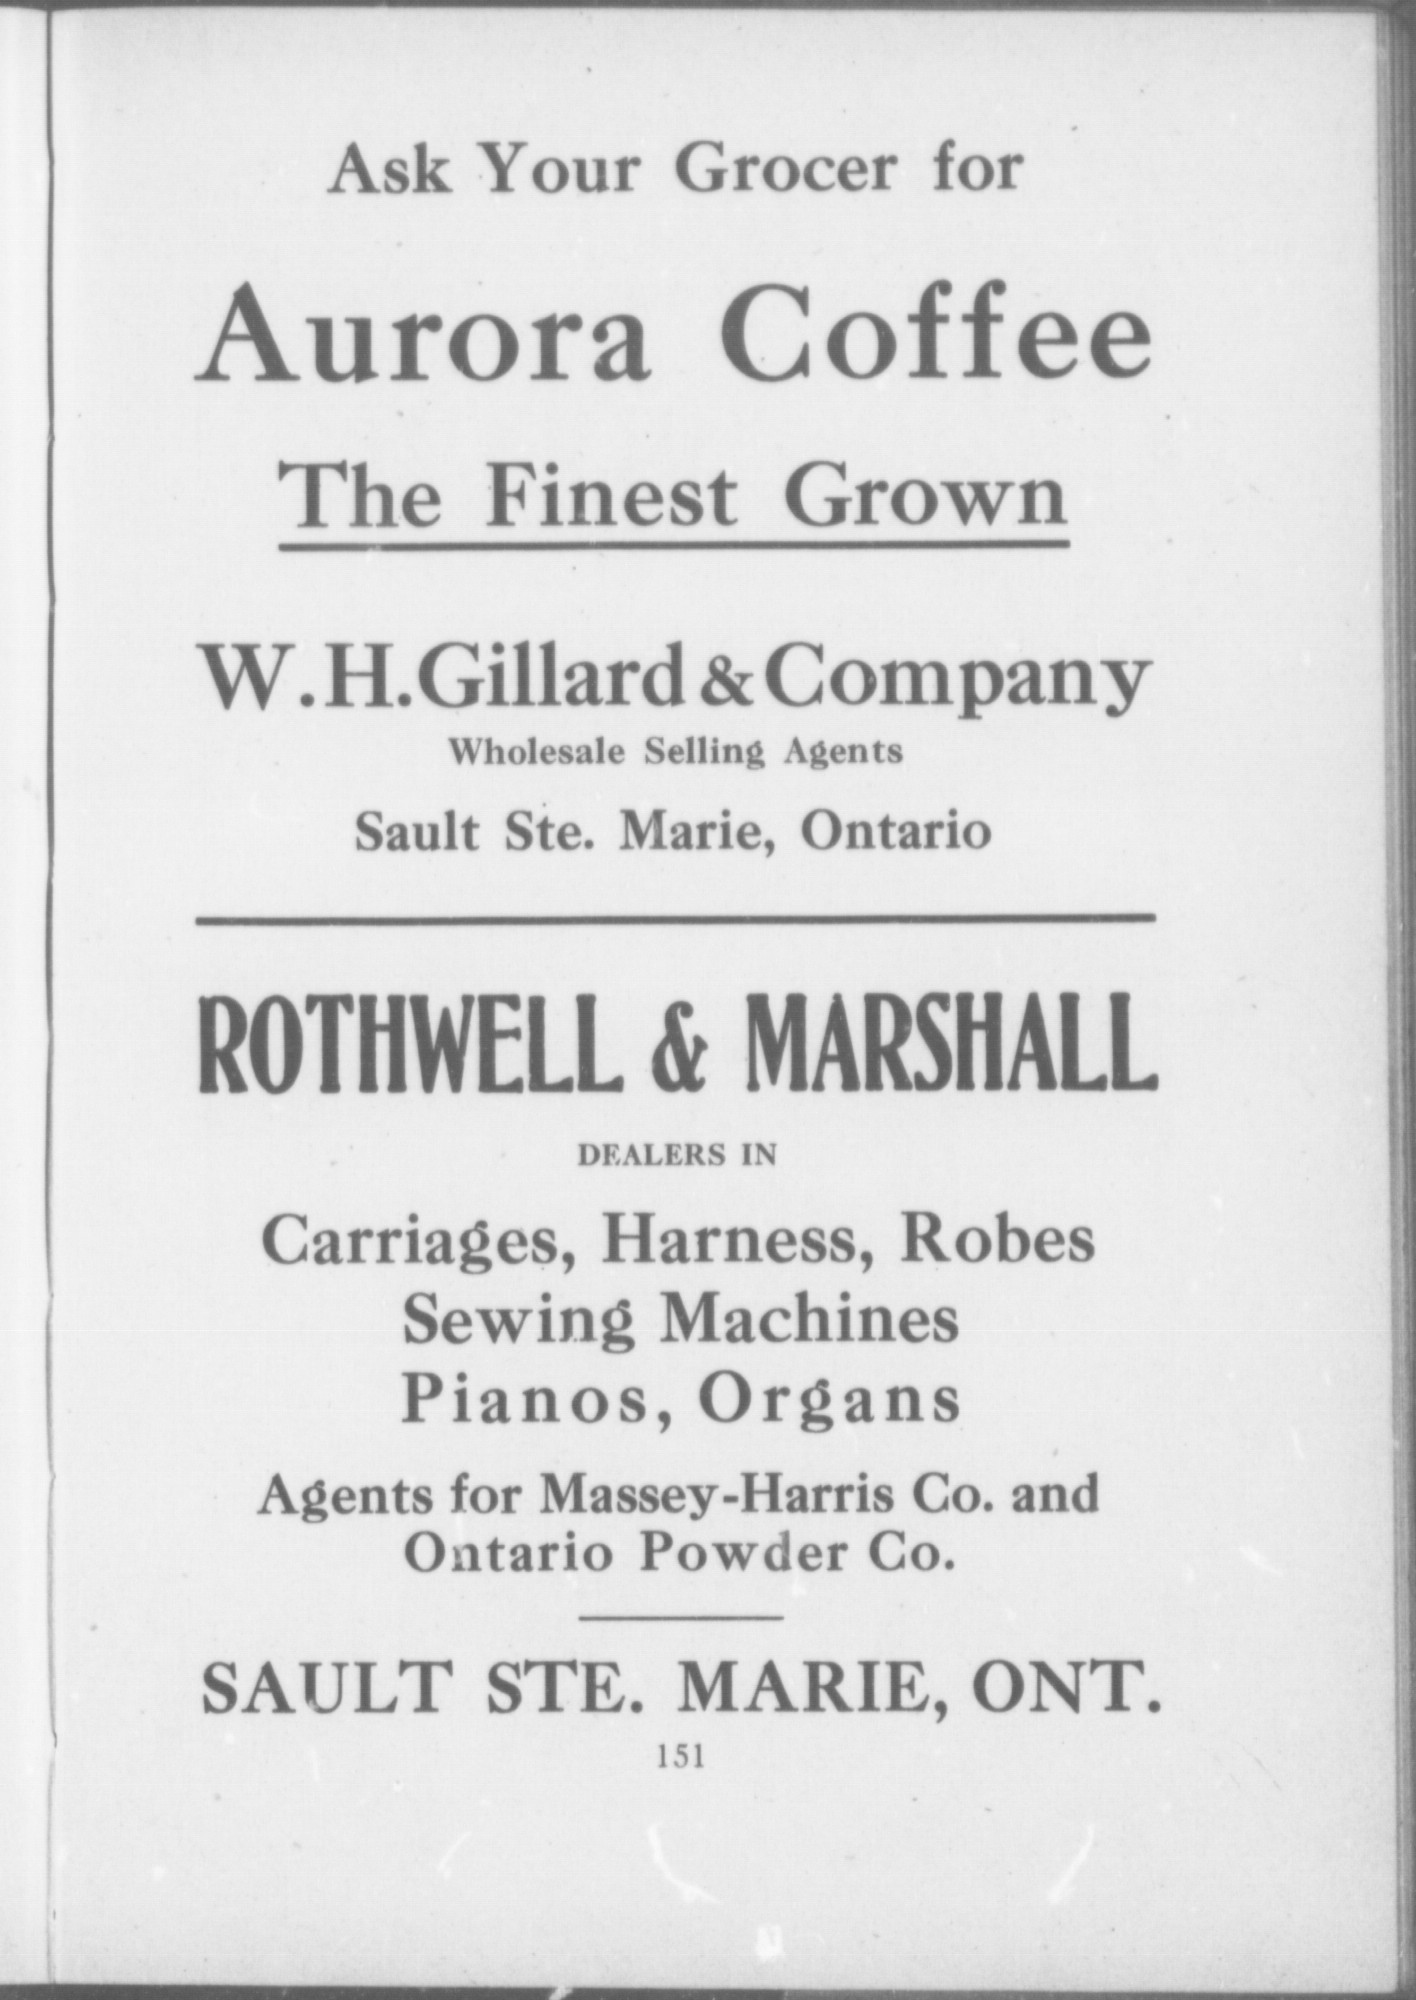 Ask Your Grocer for
Aurora Coffee
The Finest Grown
W.H.Gillard & Company
Wholesale Selling Agents
Sault Ste. Marie, Ontario
ROTHWELL & MARSHALL
DEALERS IN
Carriages, Harness, Robes
Sewing Machines
Pianos, Organs
Agents for Massey-Harris Co. and
Ontario Powder Co.
SAULT STE. MARIE, ONT.
151